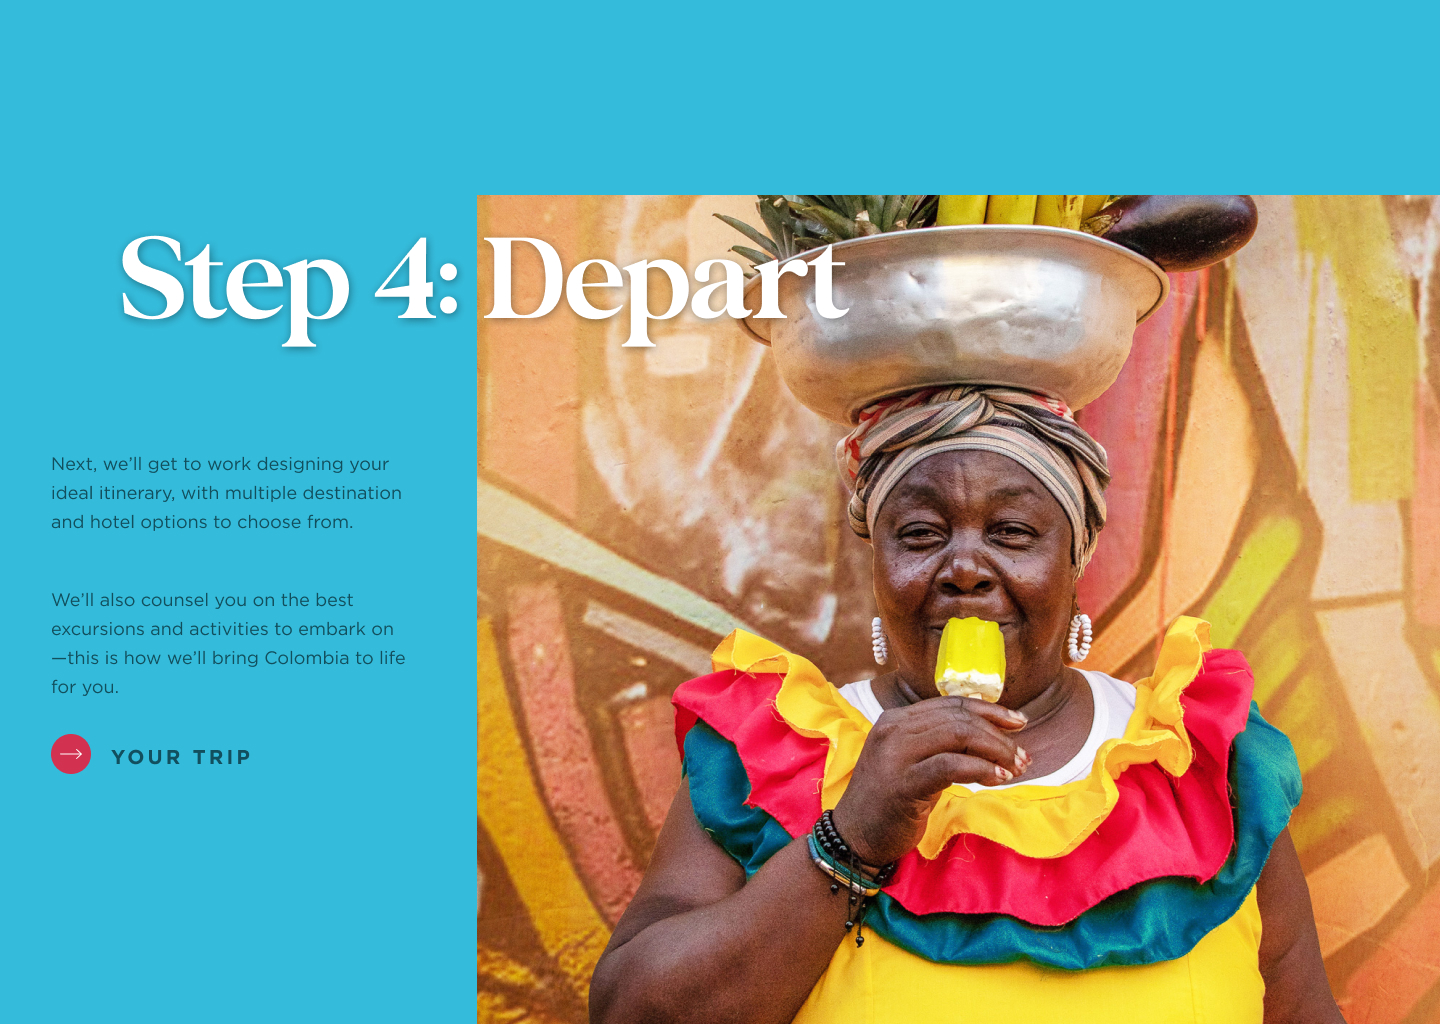 Step 4: Depart
Next, we’ll get to work designing your
ideal itinerary, with multiple destination
and hotel options to choose from.
We’ll also counsel you on the best
excursions and activities to embark on
—this is how we’ll bring Colombia to life
for you.
YOUR TRIP